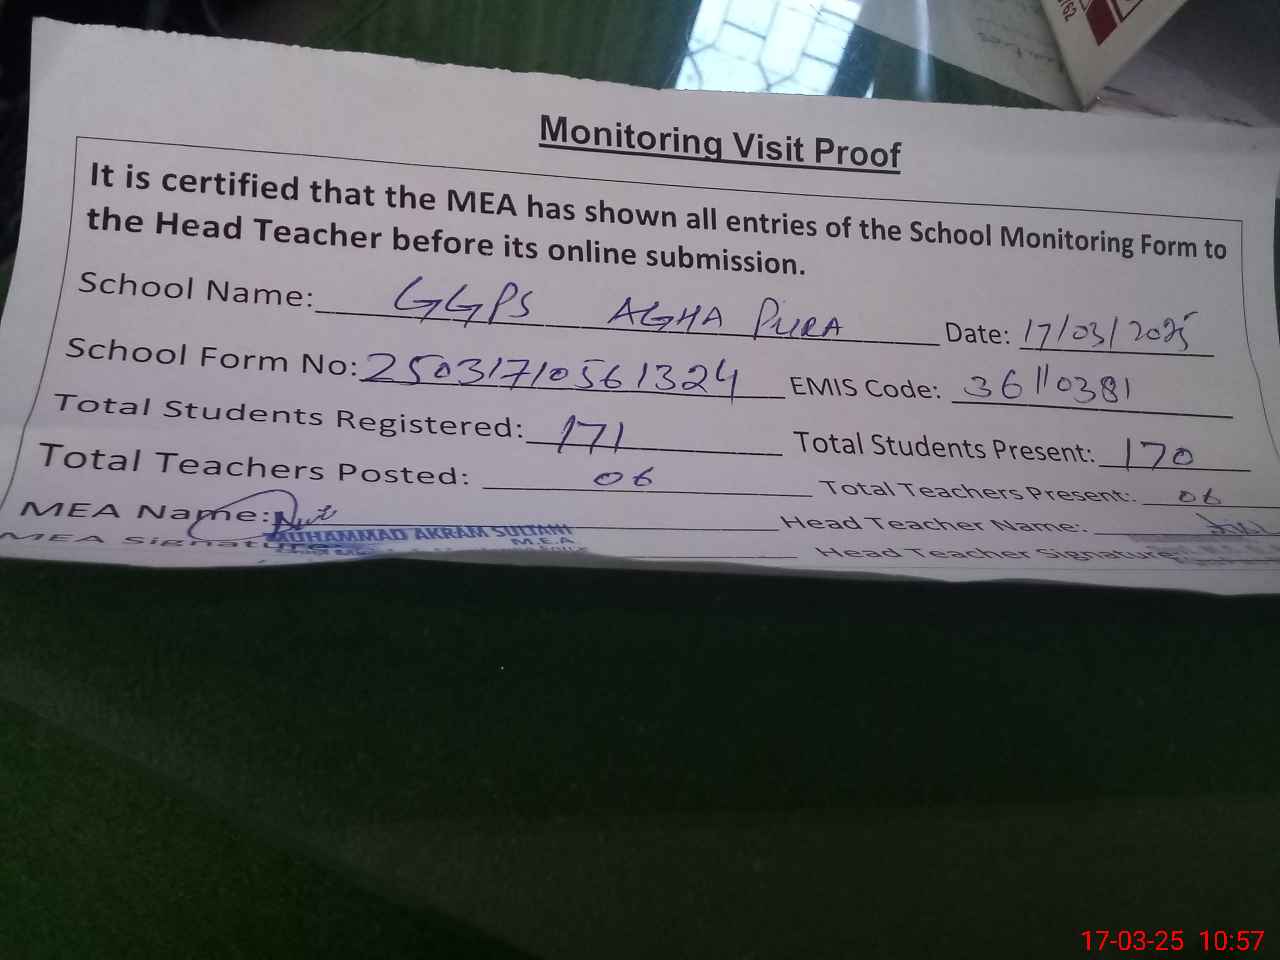 Monitoring Visit Proof
It is certified that the MEA has shown all entries of the School Monitoring Form to
the Head Teacher before its online submission.
School Name: GGPS AGHA PURA Date: 17/03/2025
School Form No: 25031710561324 EMIS Code: 36110381
Total Students Registered: 171 Total Students Present: 170
Total Teachers Posted: 06 Total Teachers Present: 06
MEA Name: Head Teacher Name:
MUHAMMAD AKRAM SULTANI
M.E.A
MEA Signature Head Teacher Signature
17-03-25 10:57